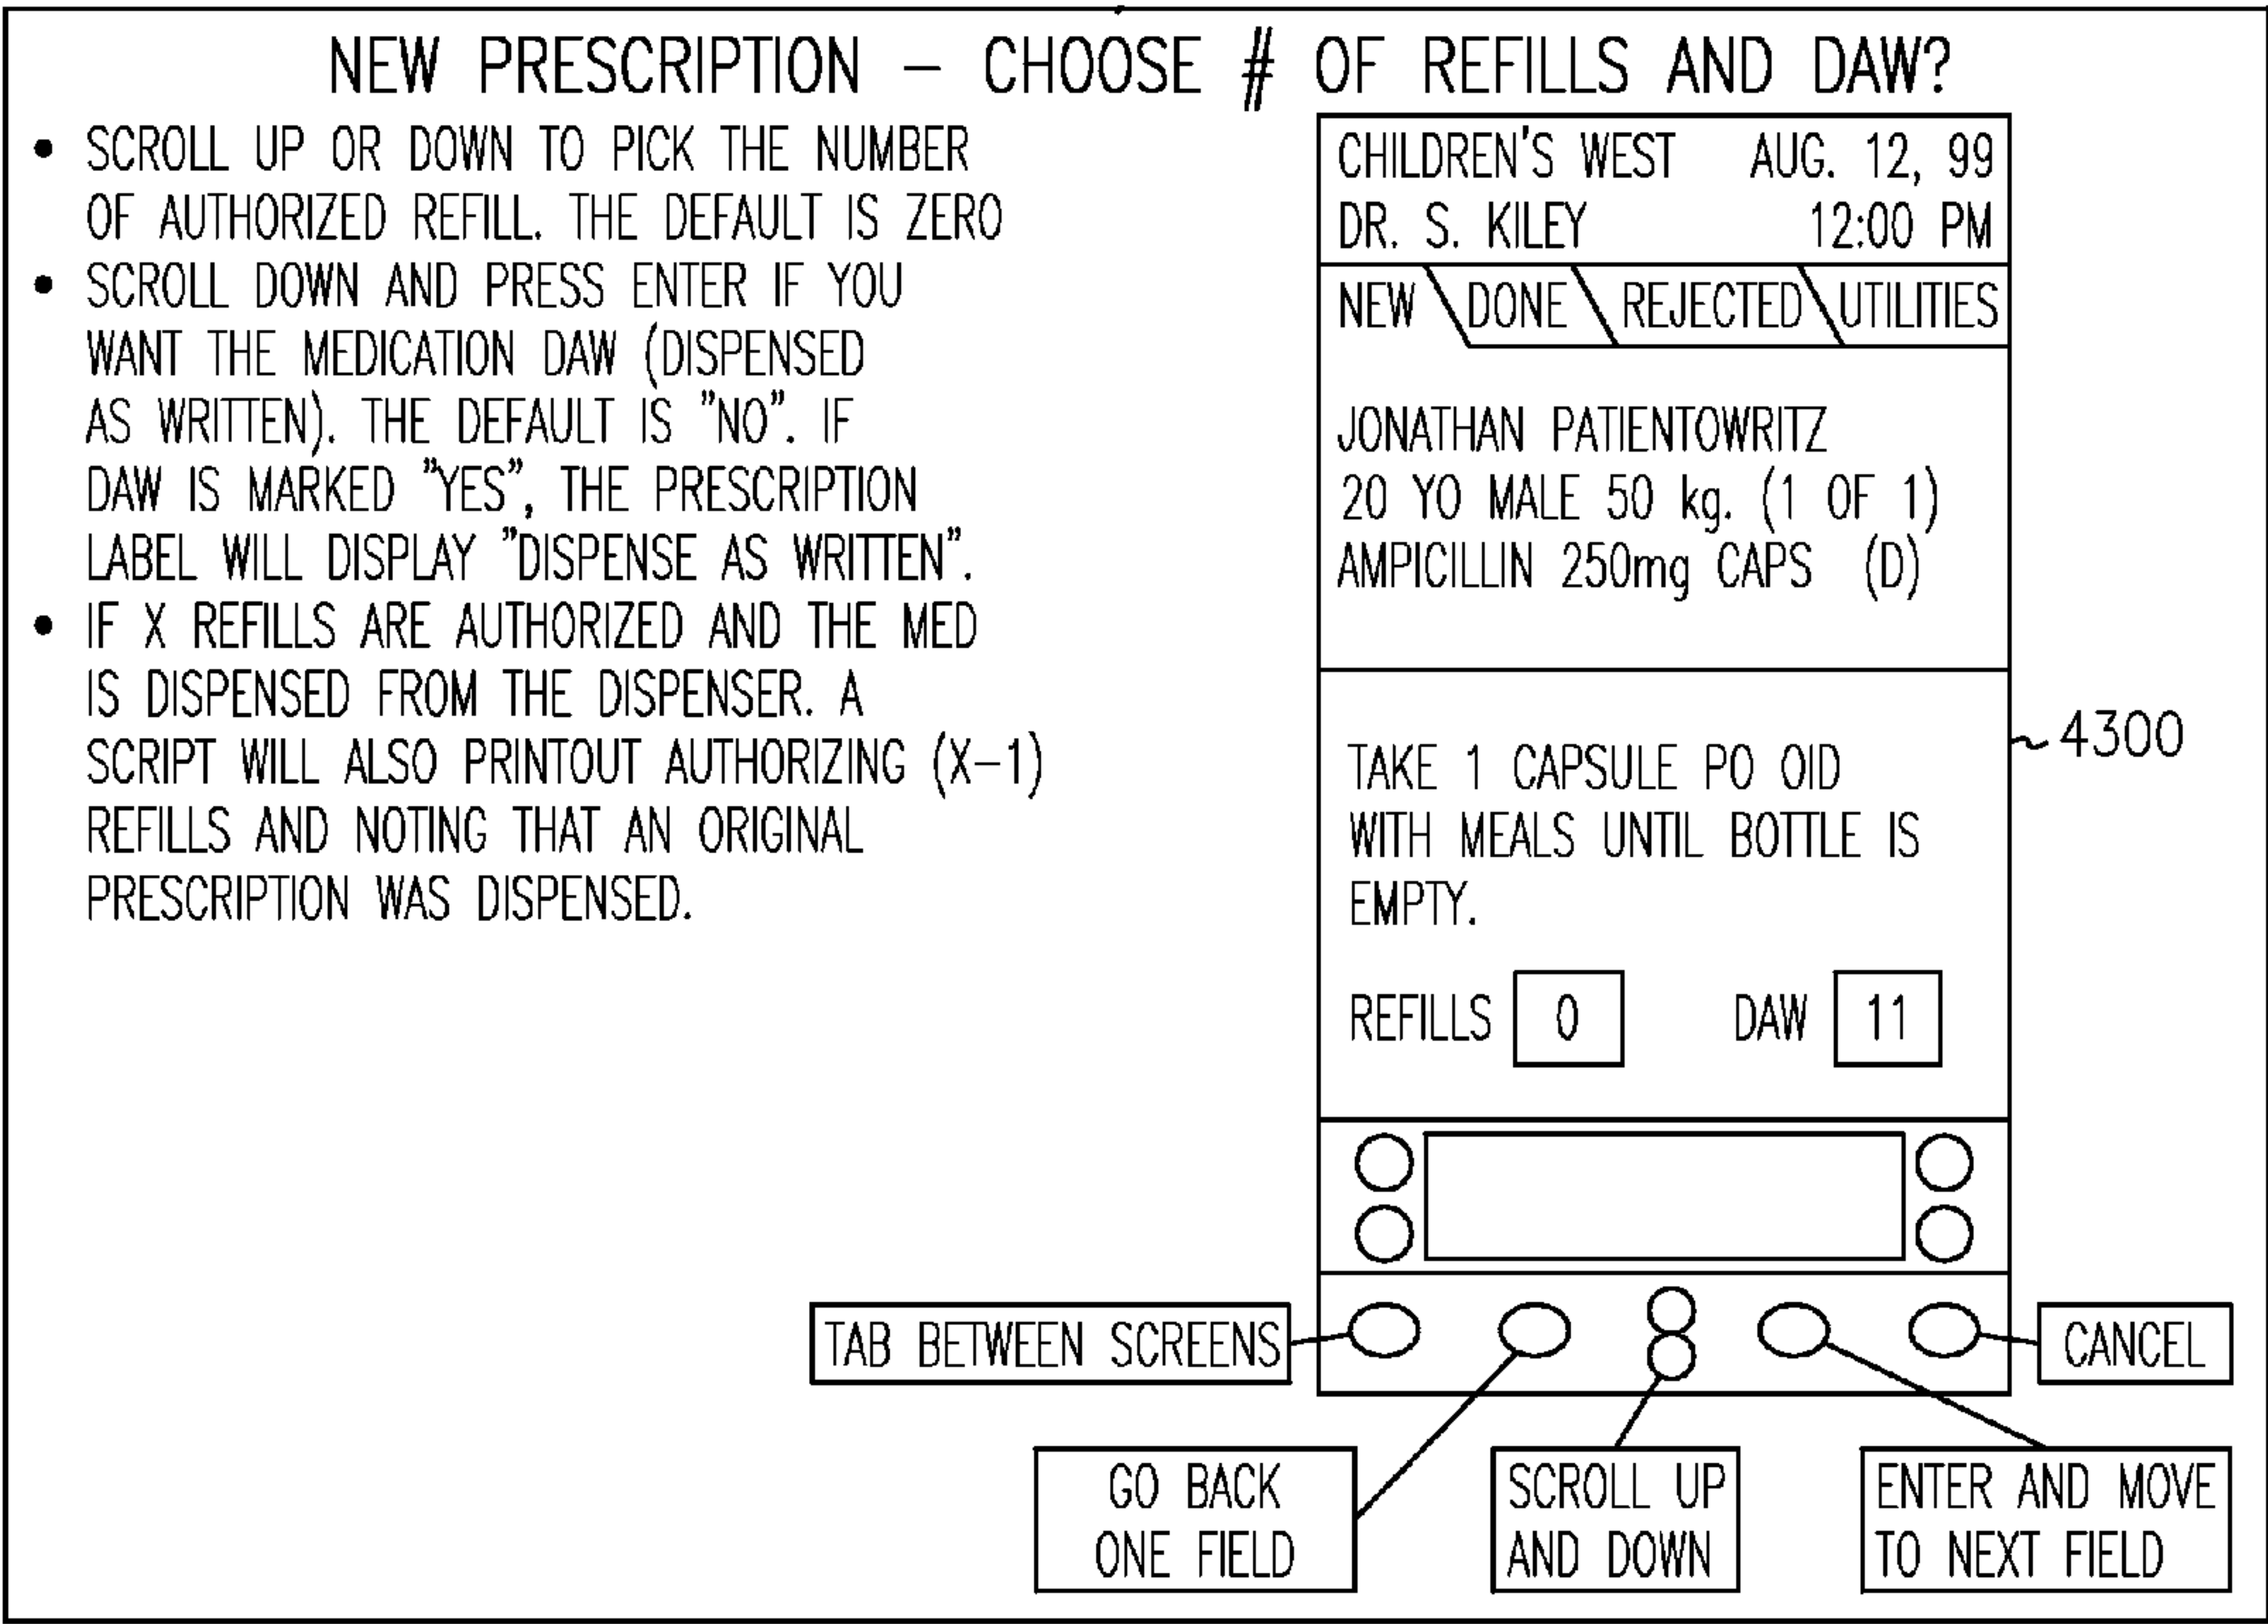 NEW PRESCRIPTION – CHOOSE # OF REFILLS AND DAW?
• SCROLL UP OR DOWN TO PICK THE NUMBER
OF AUTHORIZED REFILL. THE DEFAULT IS ZERO
• SCROLL DOWN AND PRESS ENTER IF YOU
WANT THE MEDICATION DAW (DISPENSED
AS WRITTEN). THE DEFAULT IS "NO". IF
DAW IS MARKED "YES", THE PRESCRIPTION
LABEL WILL DISPLAY "DISPENSE AS WRITTEN".
• IF X REFILLS ARE AUTHORIZED AND THE MED
IS DISPENSED FROM THE DISPENSER. A
SCRIPT WILL ALSO PRINTOUT AUTHORIZING (X–1)
REFILLS AND NOTING THAT AN ORIGINAL
PRESCRIPTION WAS DISPENSED.
CHILDREN'S WEST AUG. 12, 99
DR. S. KILEY 12:00 PM
NEW DONE REJECTED UTILITIES
JONATHAN PATIENTOWRITZ
20 YO MALE 50 kg. (1 OF 1)
AMPICILLIN 250mg CAPS (D)
4300
TAKE 1 CAPSULE PO OID
WITH MEALS UNTIL BOTTLE IS
EMPTY.
REFILLS 0 DAW 11
TAB BETWEEN SCREENS
CANCEL
GO BACK
ONE FIELD
SCROLL UP
AND DOWN
ENTER AND MOVE
TO NEXT FIELD